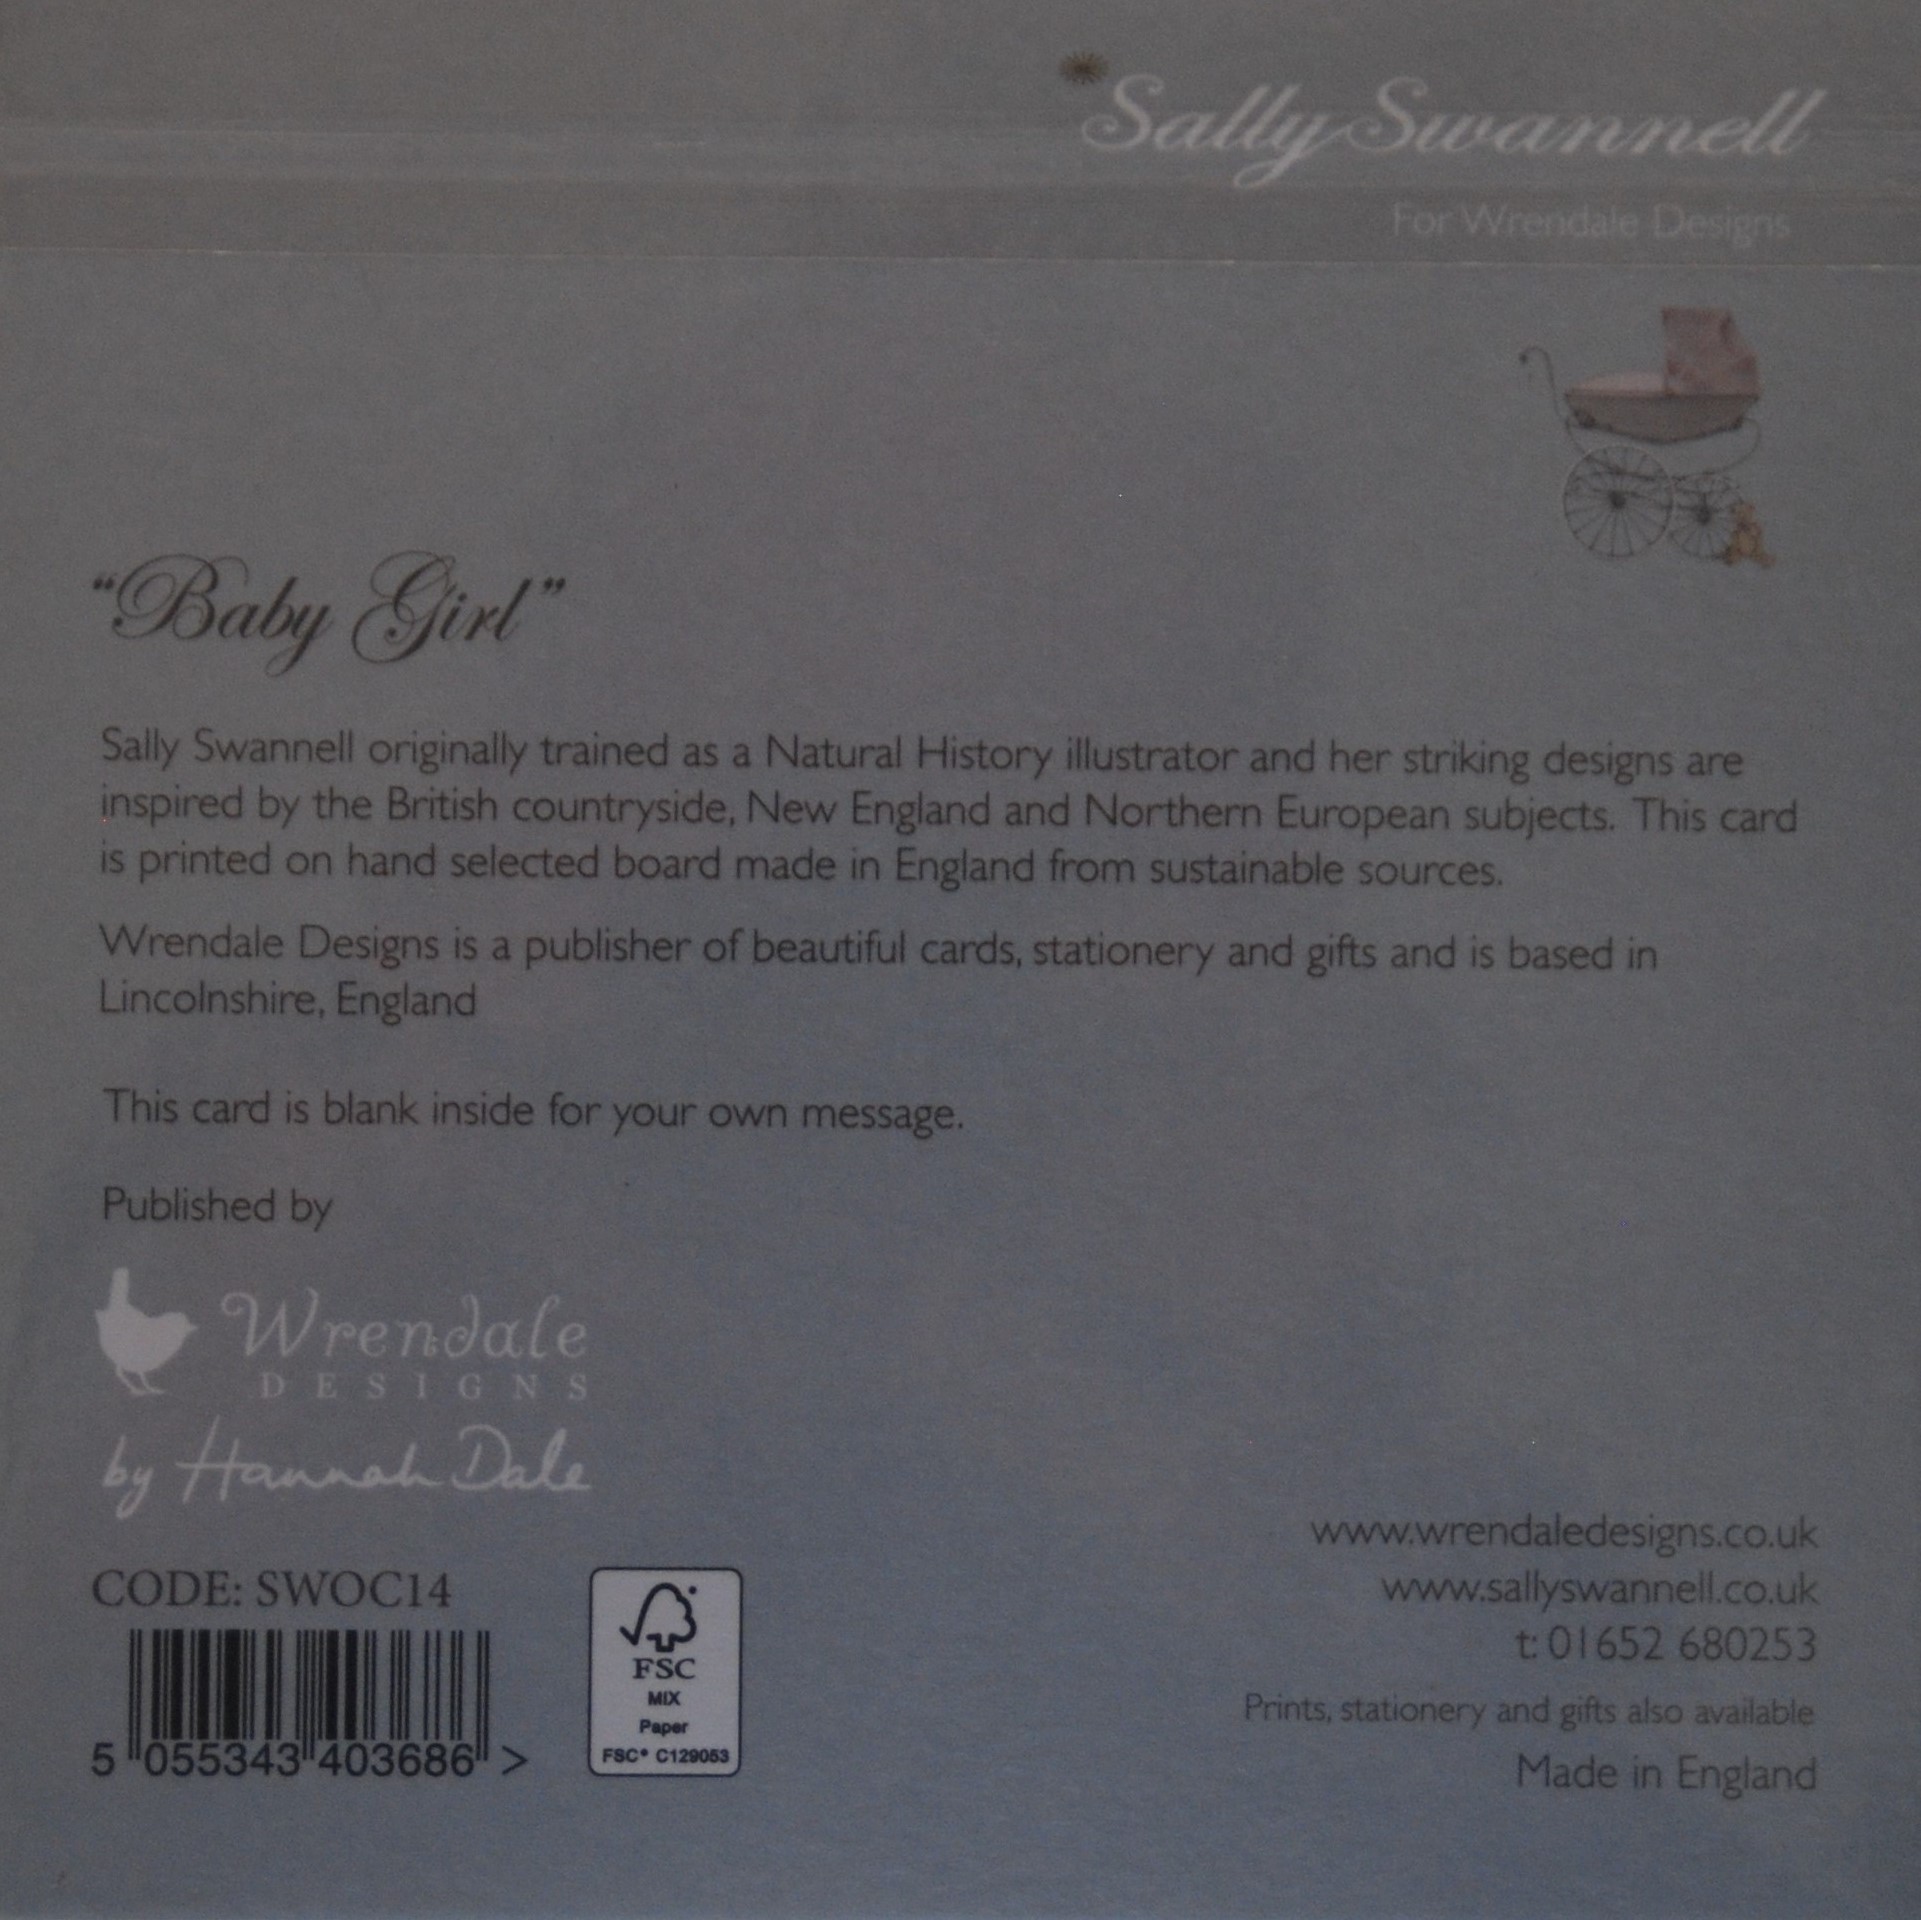 Sally Swannell
For Wrendale Designs
“Baby Girl”
Sally Swannell originally trained as a Natural History illustrator and her striking designs are
inspired by the British countryside, New England and Northern European subjects. This card
is printed on hand selected board made in England from sustainable sources.
Wrendale Designs is a publisher of beautiful cards, stationery and gifts and is based in
Lincolnshire, England
This card is blank inside for your own message.
Published by
Wrendale
DESIGNS
by Hannah Dale
CODE: SWOC14
5 055343 403686 >
FSC
MIX
Paper
FSC® C129053
www.wrendaledesigns.co.uk
www.sallyswannell.co.uk
t: 01652 680253
Prints, stationery and gifts also available
Made in England